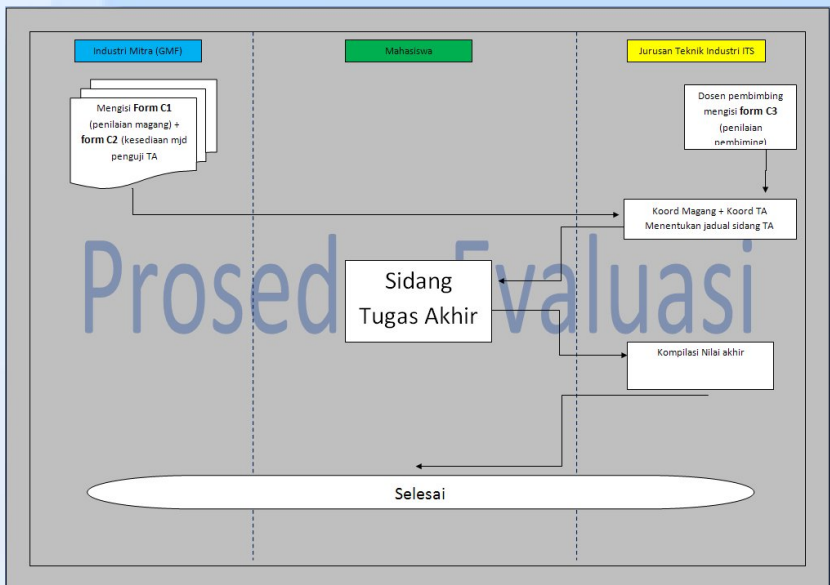 Industri Mitra (GMF)
Mahasiswa
Jurusan Teknik Industri ITS
Mengisi Form C1
(penilaian magang) +
form C2 (kesediaan mjd
penguji TA
Dosen pembimbing
mengisi form C3
(penilaian
pembiming)
Koord Magang + Koord TA
Menentukan jadual sidang TA
Prosed Evaluasi
Sidang
Tugas Akhir
Kompilasi Nilai akhir
Selesai